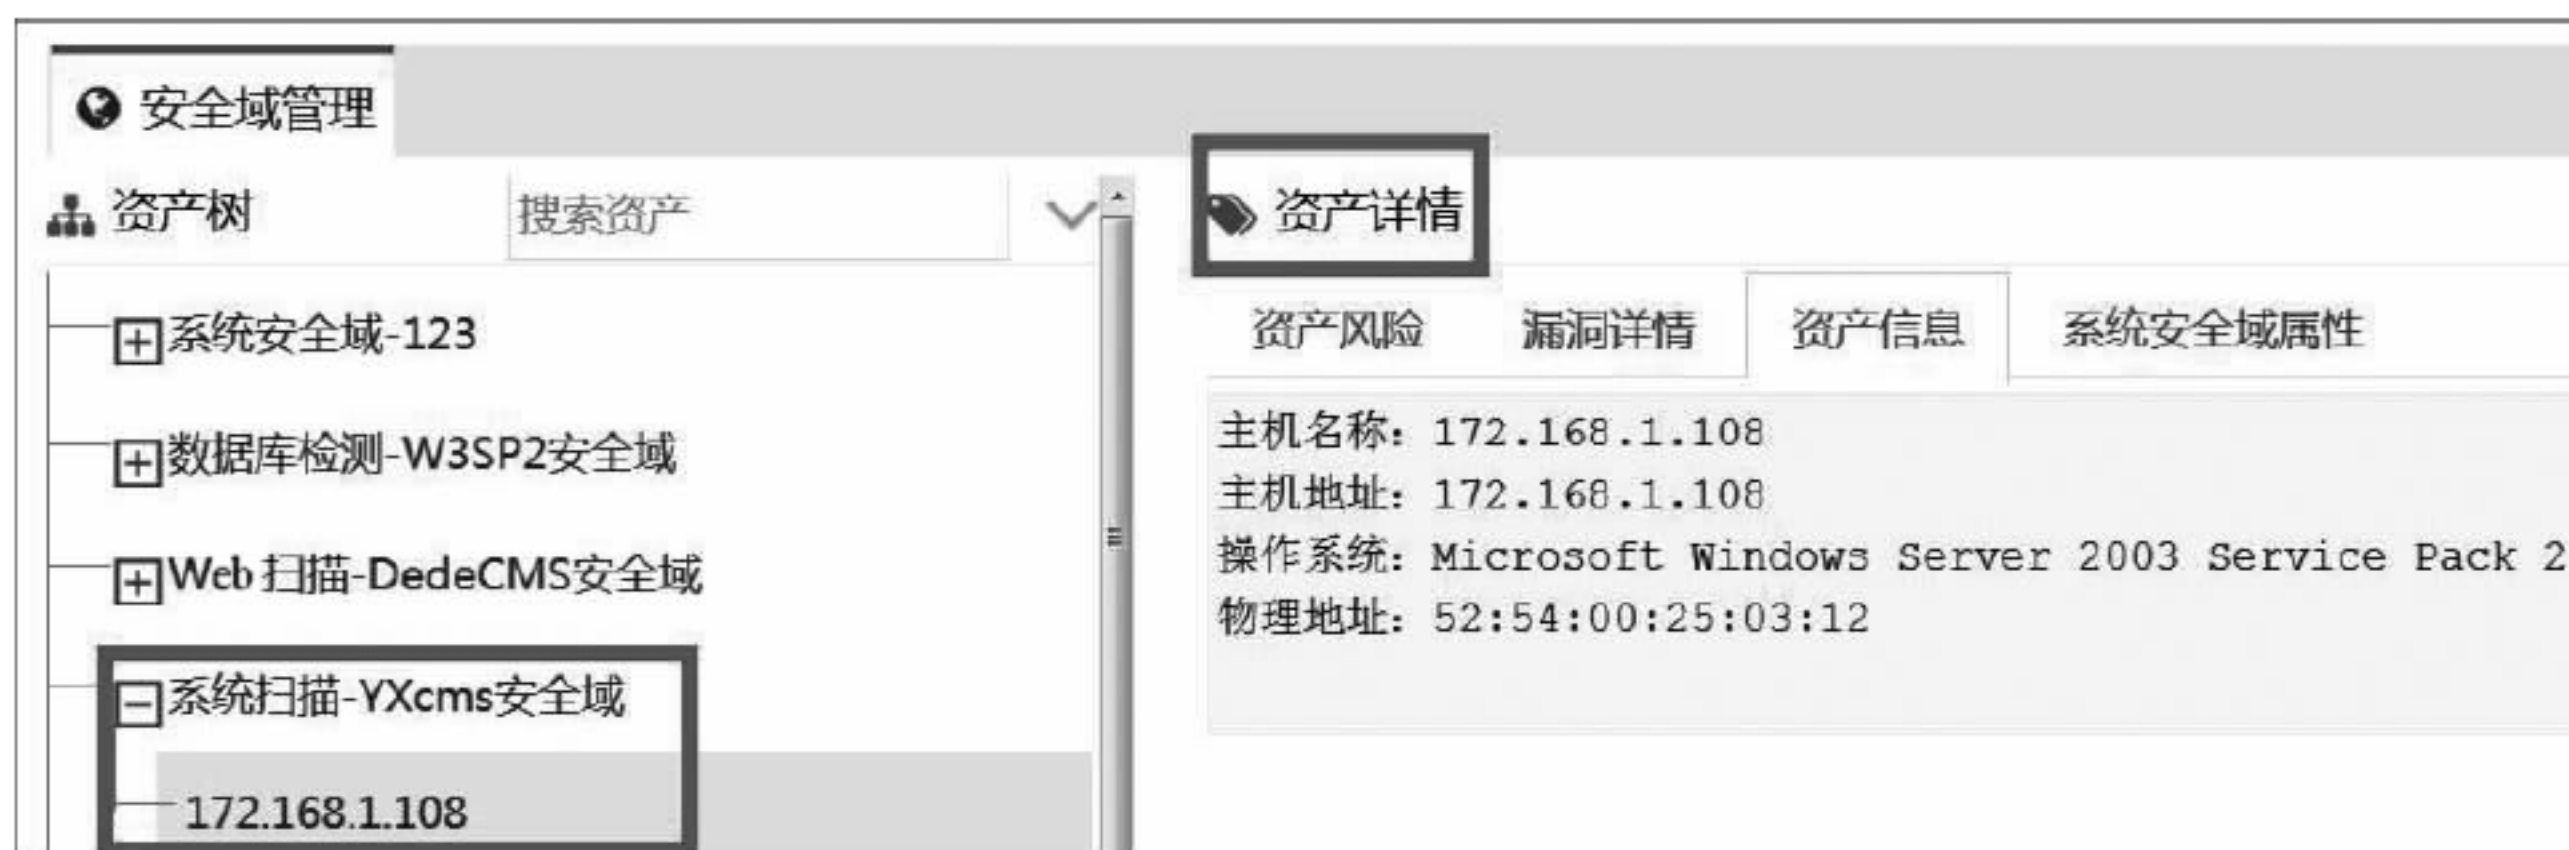 安全域管理
资产树
搜索资产
系统安全域-123
数据库检测-W3SP2安全域
Web 扫描-DedeCMS安全域
系统扫描-YXcms安全域
172.168.1.108
资产详情
资产风险 漏洞详情 资产信息 系统安全域属性
主机名称：172.168.1.108
主机地址：172.168.1.108
操作系统：Microsoft Windows Server 2003 Service Pack 2
物理地址：52:54:00:25:03:12